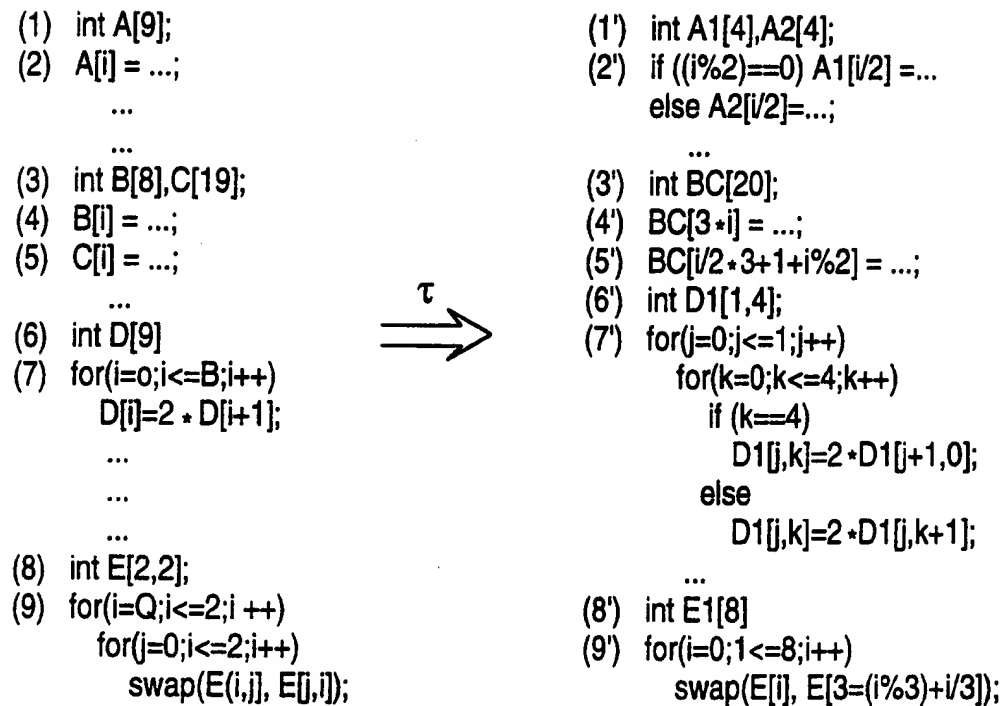 (1) int A[9];
(2) A[i] = ...;
...
...
(3) int B[8],C[19];
(4) B[i] = ...;
(5) C[i] = ...;
...
(6) int D[9]
(7) for(i=o;i<=B;i++)
D[i]=2*D[i+1];
...
...
...
(8) int E[2,2];
(9) for(i=Q;i<=2;i ++)
for(j=0;i<=2;i++)
swap(E(i,j], E[j,i]);
τ
(1') int A1[4],A2[4];
(2') if ((i%2)==0) A1[i/2] =...
else A2[i/2]=...;
...
(3') int BC[20];
(4') BC[3*i] = ...;
(5') BC[i/2*3+1+i%2] = ...;
(6') int D1[1,4];
(7') for(j=0;j<=1;j++)
for(k=0;k<=4;k++)
if (k==4)
D1[j,k]=2*D1[j+1,0];
else
D1[j,k]=2*D1[j,k+1];
...
(8') int E1[8]
(9') for(i=0;1<=8;i++)
swap(E[i], E[3=(i%3)+i/3]);